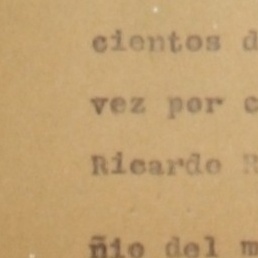 cientos d
vez por c
Ricardo R
ñio del m